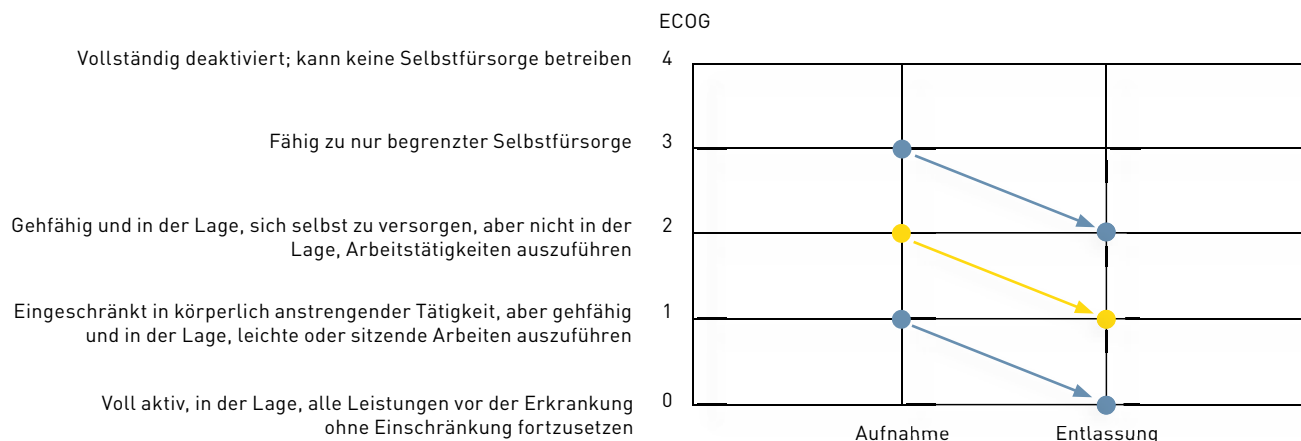 ECOG
Vollständig deaktiviert; kann keine Selbstfürsorge betreiben 4
Fähig zu nur begrenzter Selbstfürsorge 3
Gehfähig und in der Lage, sich selbst zu versorgen, aber nicht in der
Lage, Arbeitstätigkeiten auszuführen
2
Eingeschränkt in körperlich anstrengender Tätigkeit, aber gehfähig
und in der Lage, leichte oder sitzende Arbeiten auszuführen
1
Voll aktiv, in der Lage, alle Leistungen vor der Erkrankung
ohne Einschränkung fortzusetzen
0
Aufnahme Entlassung